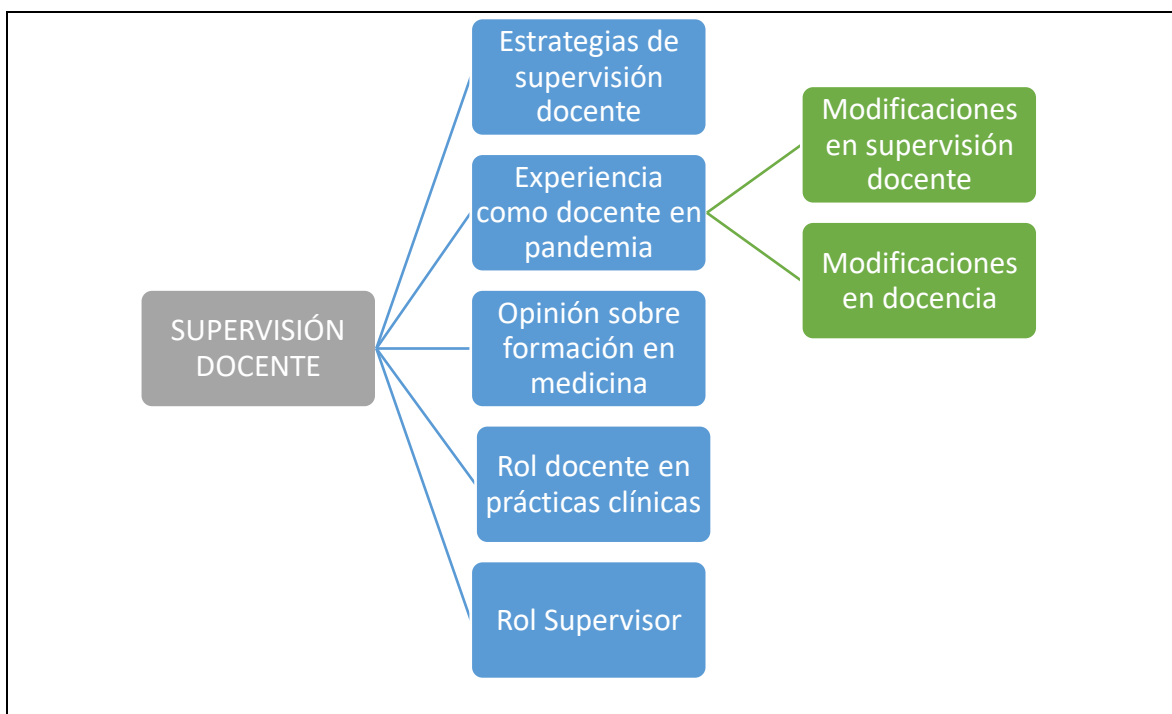 SUPERVISIÓN
DOCENTE
Estrategias de
supervisión
docente
Experiencia
como docente en
pandemia
Opinión sobre
formación en
medicina
Rol docente en
prácticas clínicas
Rol Supervisor
Modificaciones
en supervisión
docente
Modificaciones
en docencia